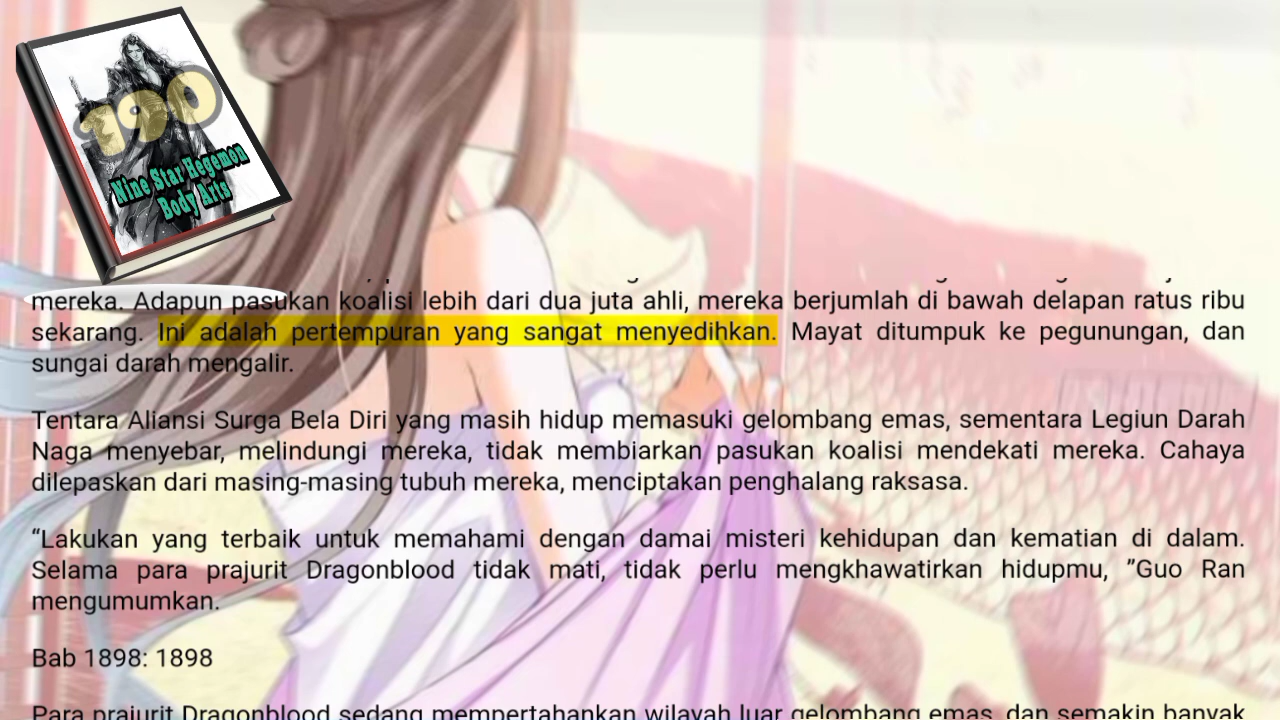 190
Nine Star Hegemon
Body Arts
mereka. Adapun pasukan koalisi lebih dari dua juta ahli, mereka berjumlah di bawah delapan ratus ribu
sekarang. Ini adalah pertempuran yang sangat menyedihkan. Mayat ditumpuk ke pegunungan, dan
sungai darah mengalir.
Tentara Aliansi Surga Bela Diri yang masih hidup memasuki gelombang emas, sementara Legiun Darah
Naga menyebar, melindungi mereka, tidak membiarkan pasukan koalisi mendekati mereka. Cahaya
dilepaskan dari masing-masing tubuh mereka, menciptakan penghalang raksasa.
“Lakukan yang terbaik untuk memahami dengan damai misteri kehidupan dan kematian di dalam.
Selama para prajurit Dragonblood tidak mati, tidak perlu mengkhawatirkan hidupmu, ”Guo Ran
mengumumkan.
Bab 1898: 1898
Para prajurit Dragonblood sedang mempertahankan wilayah luar gelombang emas, dan semakin banyak